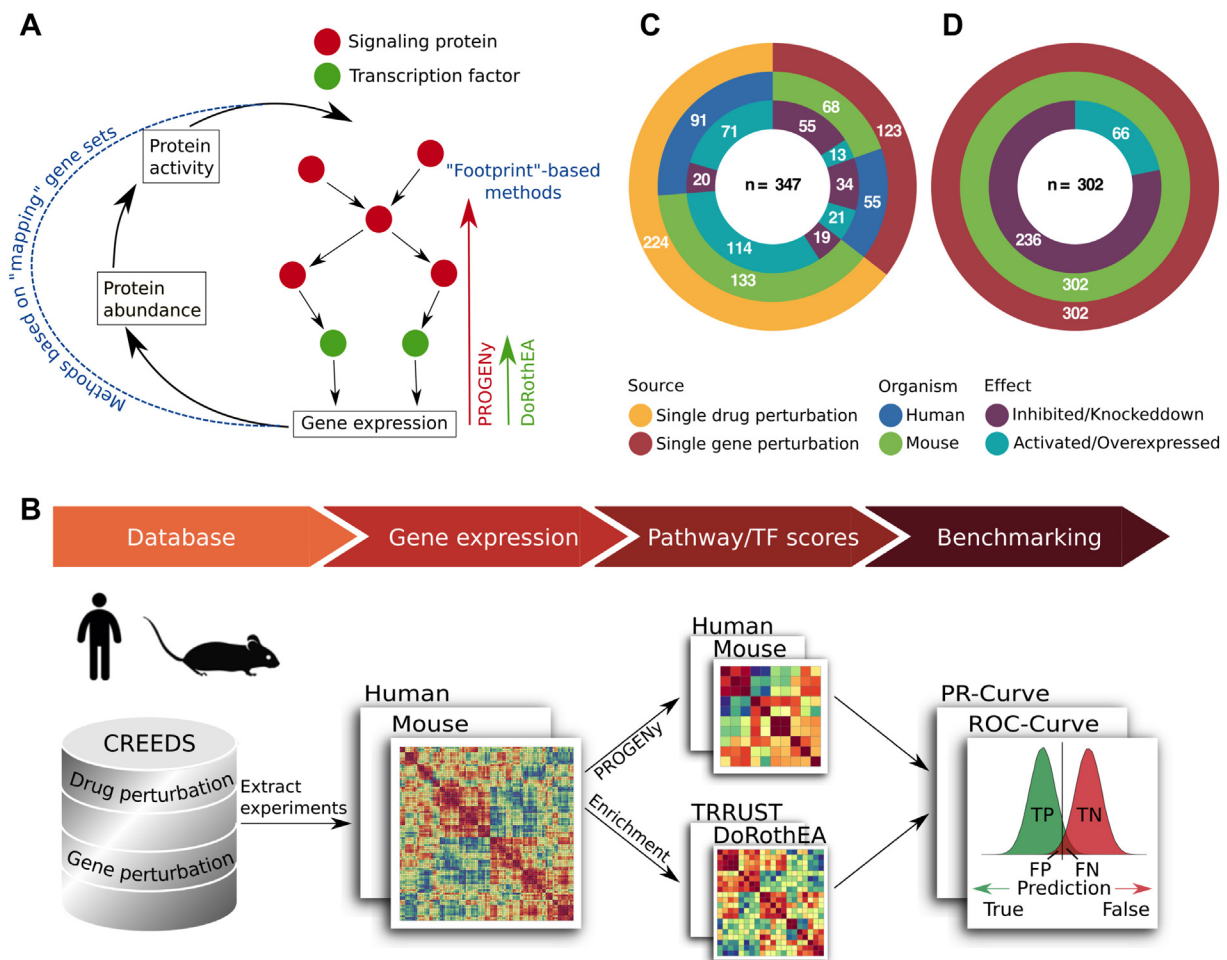 A
Signaling protein
Transcription factor
Methods based on "mapping" gene sets
Protein
activity
"Footprint"-based
methods
Protein
abundance
PROGENy
DoRothEA
Gene expression
C
91
71
68
55
123
13
20
34
55
n = 347
21
19
224
114
133
D
66
n = 302
236
302
302
Source
Single drug perturbation
Single gene perturbation
Organism
Human
Mouse
Effect
Inhibited/Knockeddown
Activated/Overexpressed
B
Database
Gene expression
Pathway/TF scores
Benchmarking
CREEDS
Drug perturbation
Gene perturbation
Extract
experiments
Human
Mouse
PROGENy
Enrichment
Human
Mouse
TRRUST
DoRothEA
PR-Curve
ROC-Curve
TP
TN
FP
FN
Prediction
True
False